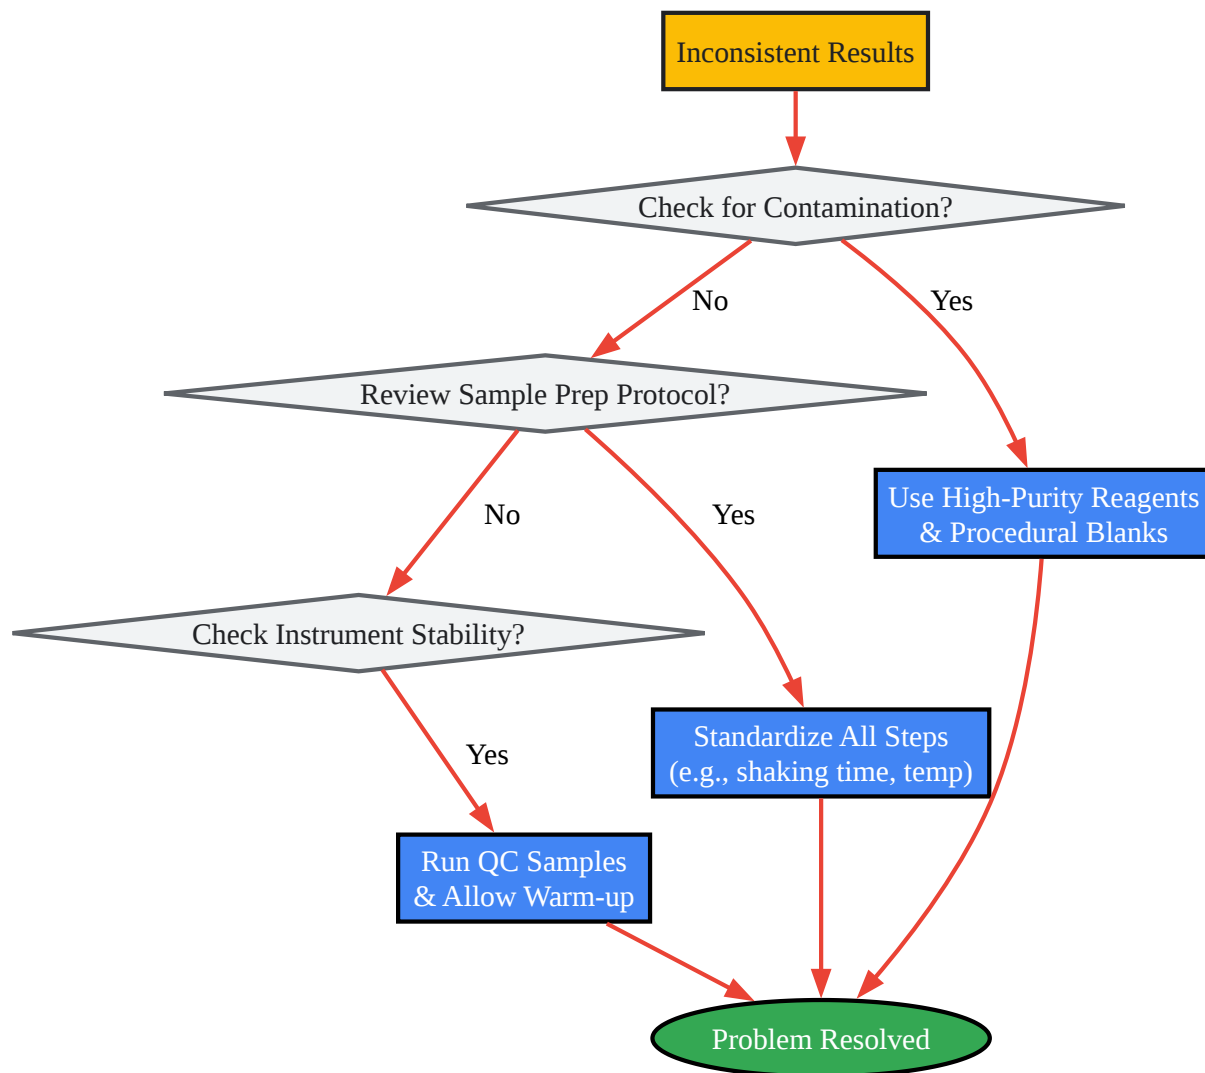 Inconsistent Results
Check for Contamination?
No
Yes
Review Sample Prep Protocol?
Use High-Purity Reagents
& Procedural Blanks
No
Yes
Check Instrument Stability?
Standardize All Steps
(e.g., shaking time, temp)
Yes
Run QC Samples
& Allow Warm-up
Problem Resolved